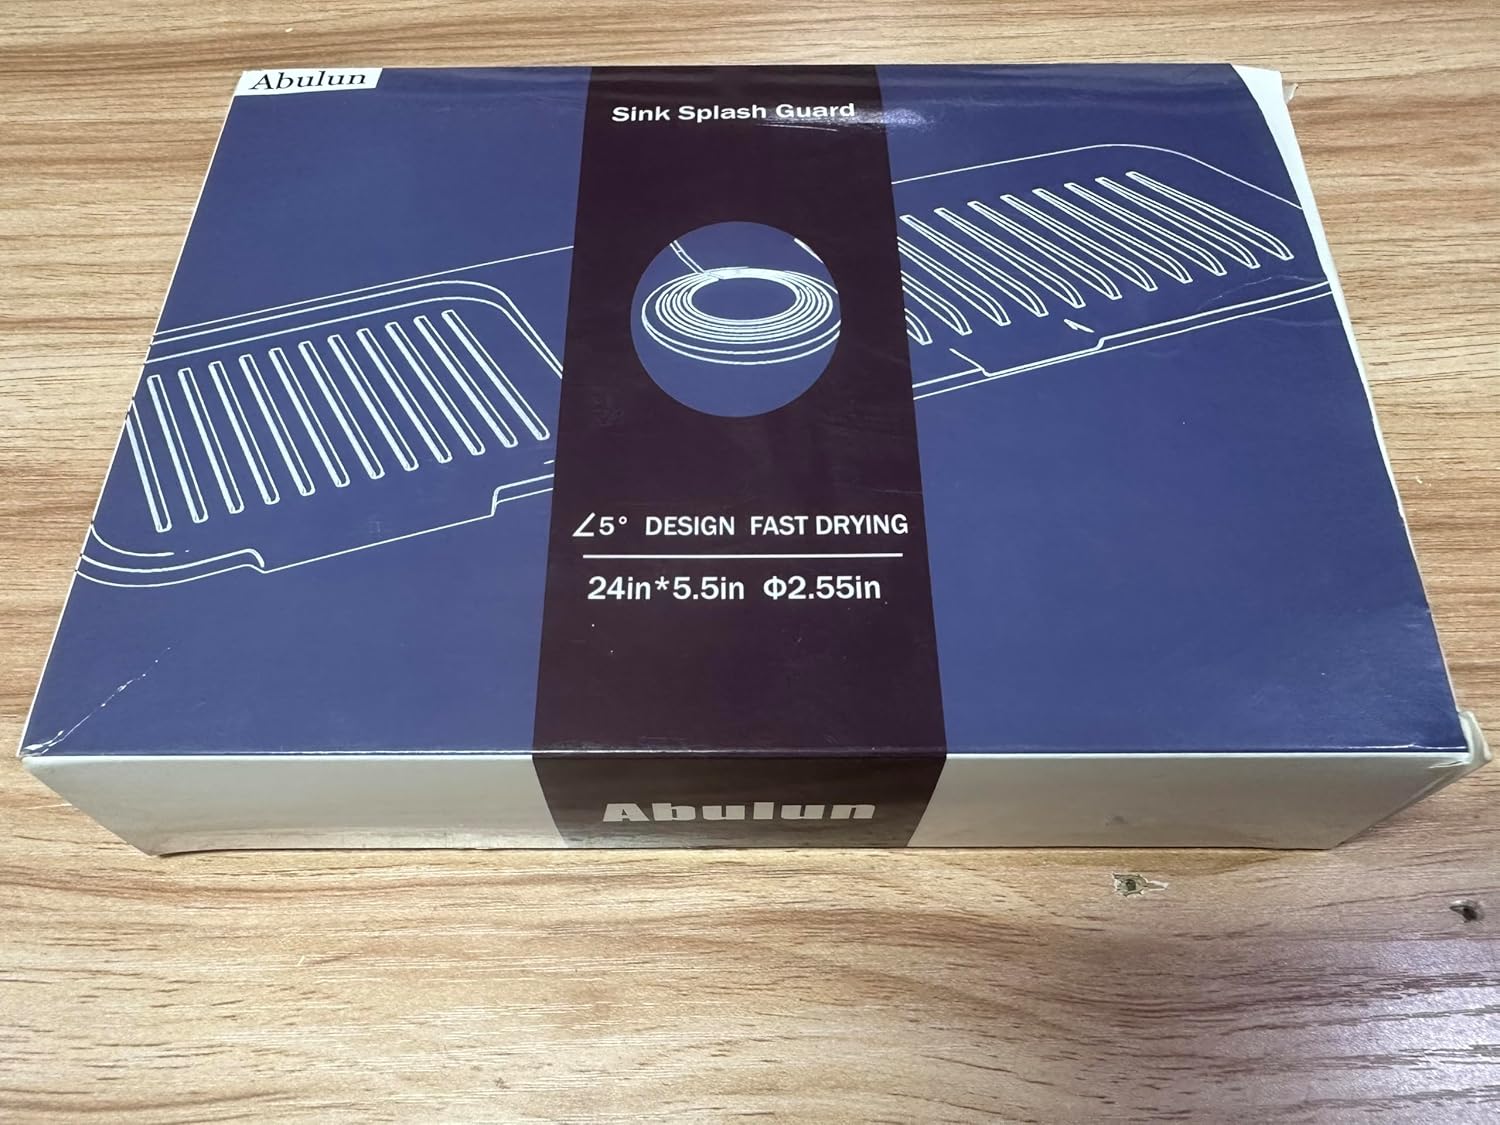 Abulun
Sink Splash Guard
∠5° DESIGN FAST DRYING
24in*5.5in Φ2.55in
Abulun